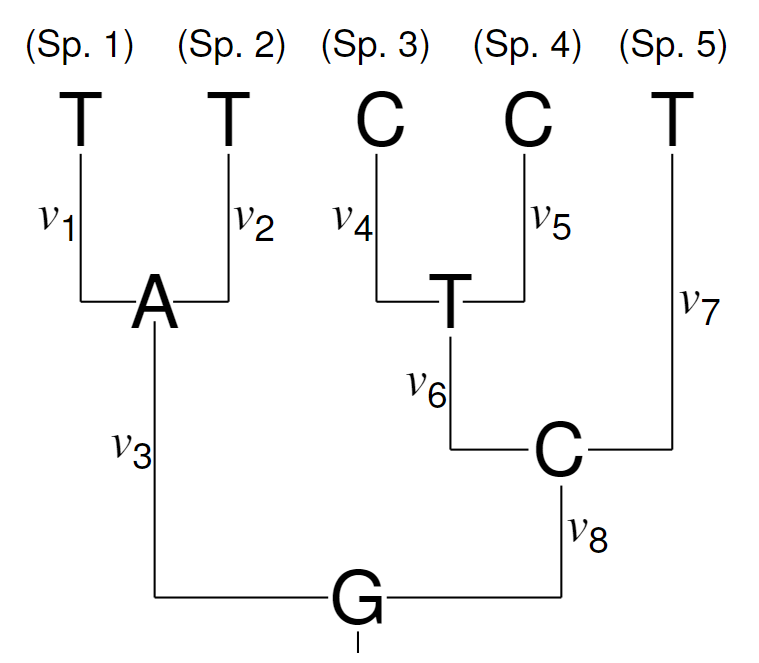 (Sp. 1) (Sp. 2) (Sp. 3) (Sp. 4) (Sp. 5)
T T C C T
v1 v2 v4 v5
A T v7
v6
v3 C
v8
G